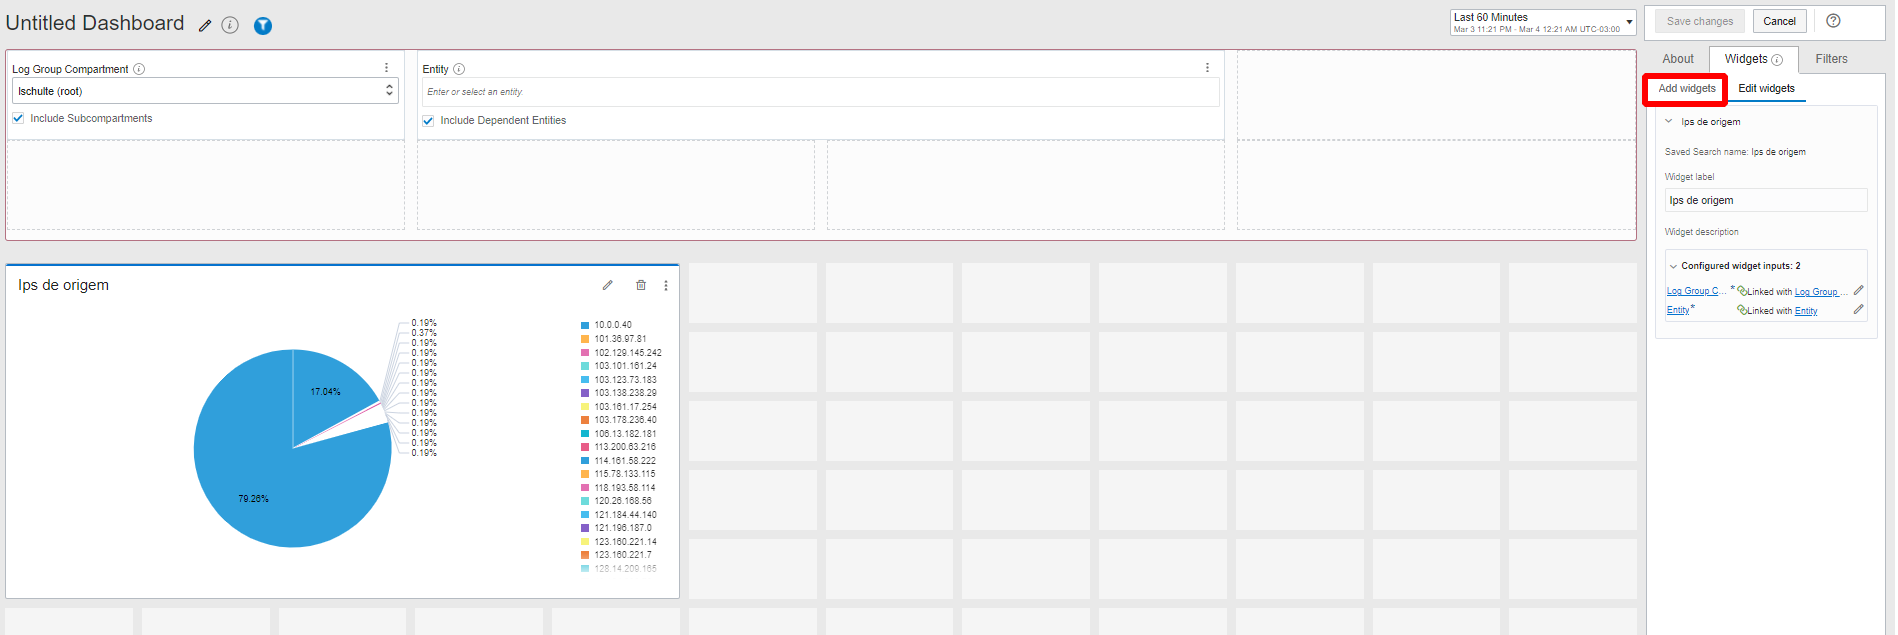 Untitled Dashboard
Last 60 Minutes
Mar 3 11:21 PM - Mar 4 12:21 AM UTC-03:00
Save changes
Cancel
About
Widgets
Filters
Add widgets
Edit widgets
Log Group Compartment
lschulte (root)
Include Subcompartments
Entity
Enter or select an entity.
Include Dependent Entities
Ips de origem
Saved Search name: Ips de origem
Widget label
Ips de origem
Widget description
Configured widget inputs: 2
Log Group C... * Linked with Log Group ...
Entity * Linked with Entity
Ips de origem
0.19%
0.37%
0.19%
0.19%
0.19%
0.19%
0.19%
0.19%
0.19%
0.19%
0.19%
0.19%
0.19%
0.19%
17.04%
79.26%
10.0.0.40
101.36.97.81
102.129.145.242
103.101.161.24
103.123.73.183
103.138.238.29
103.161.17.254
103.178.236.40
106.13.182.181
113.200.63.216
114.161.58.222
115.78.133.115
118.193.58.114
120.26.168.56
121.184.44.140
121.196.187.0
123.160.221.14
123.160.221.7
128.14.209.165